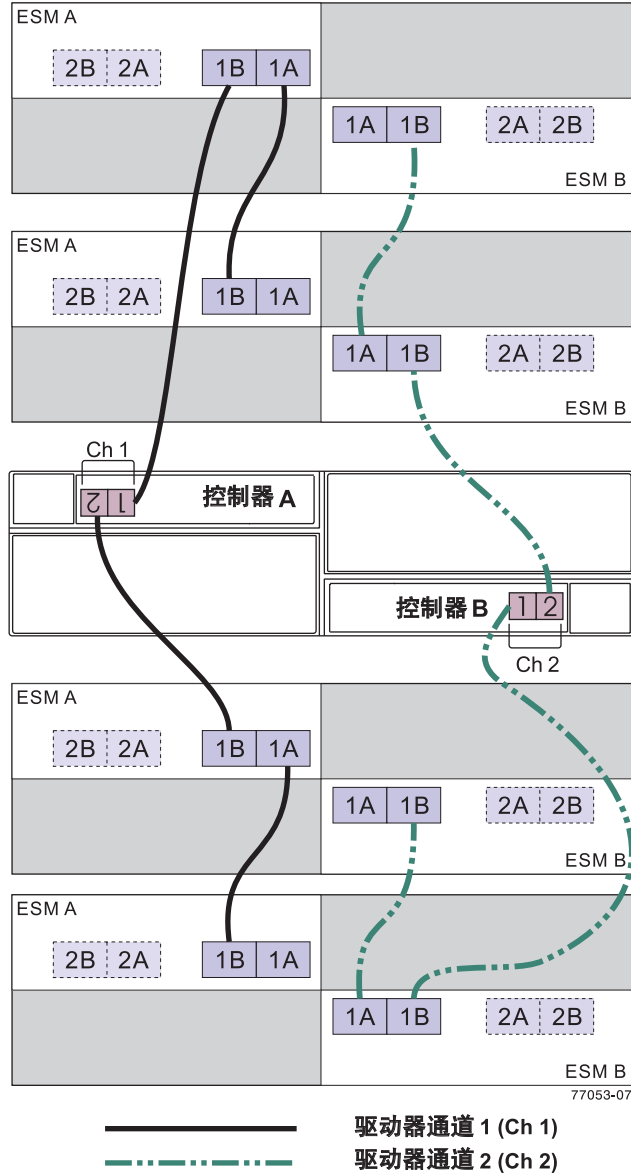 ESM A
2B 2A 1B 1A
1A 1B 2A 2B
ESM B
ESM A
2B 2A 1B 1A
1A 1B 2A 2B
ESM B
Ch 1
2 1 控制器 A
控制器 B 1 2
Ch 2
ESM A
2B 2A 1B 1A
1A 1B 2A 2B
ESM B
ESM A
2B 2A 1B 1A
1A 1B 2A 2B
ESM B
77053-07
驱动器通道 1 (Ch 1)
驱动器通道 2 (Ch 2)